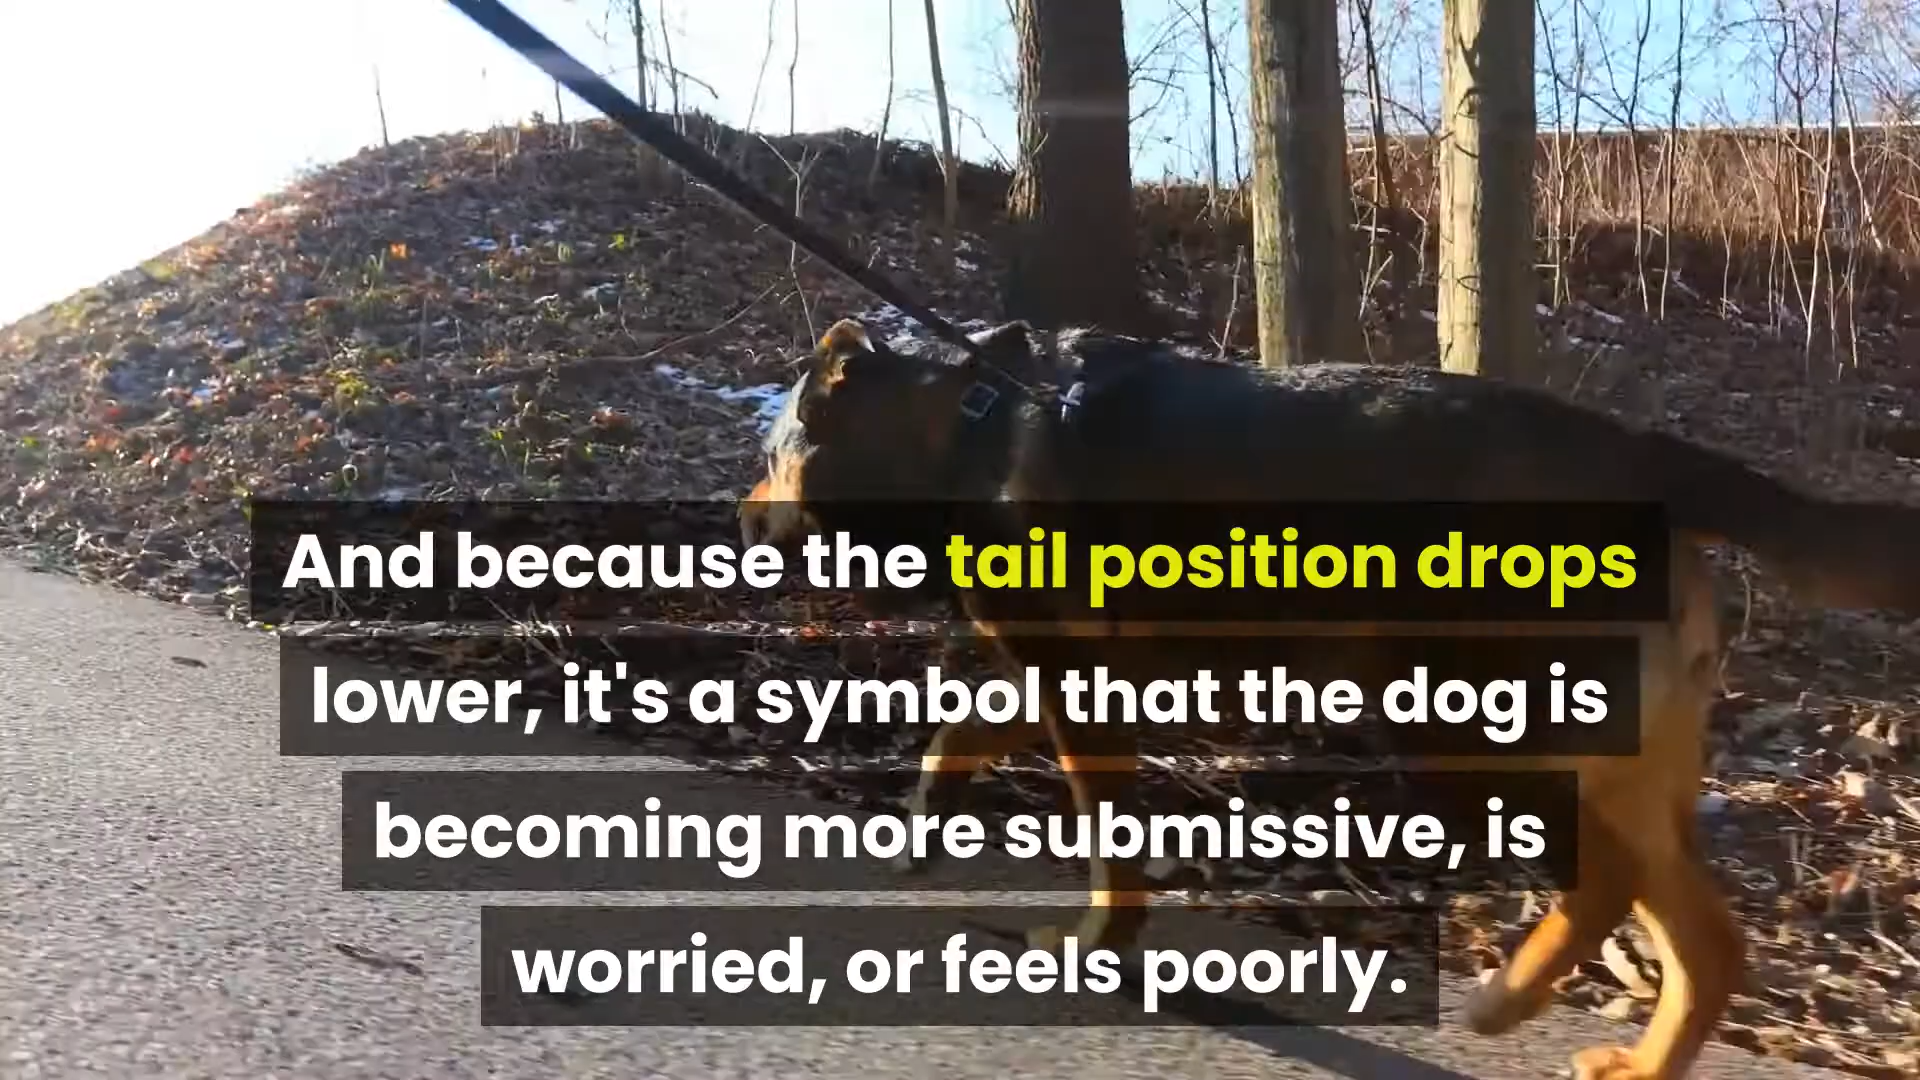 And because the tail position drops
lower, it's a symbol that the dog is
becoming more submissive, is
worried, or feels poorly.